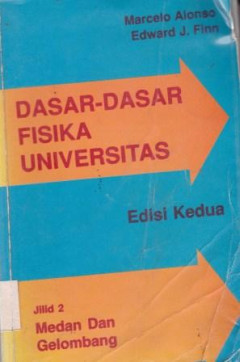 Marcelo Alonso
Edward J. Finn
DASAR-DASAR
FISIKA
UNIVERSITAS
Edisi Kedua
Jilid 2
Medan Dan
Gelombang